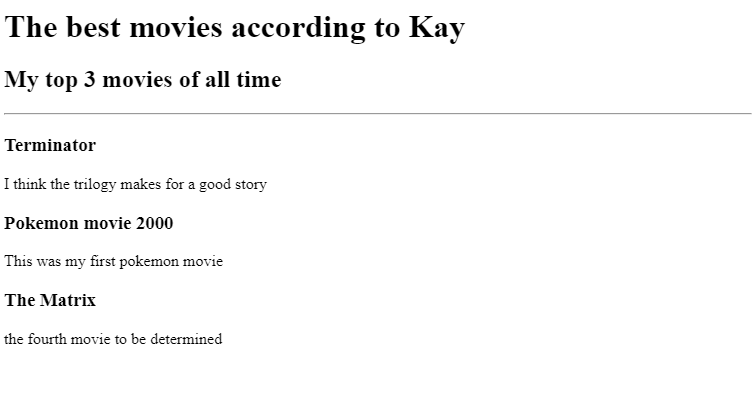 The best movies according to Kay
My top 3 movies of all time
Terminator
I think the trilogy makes for a good story
Pokemon movie 2000
This was my first pokemon movie
The Matrix
the fourth movie to be determined